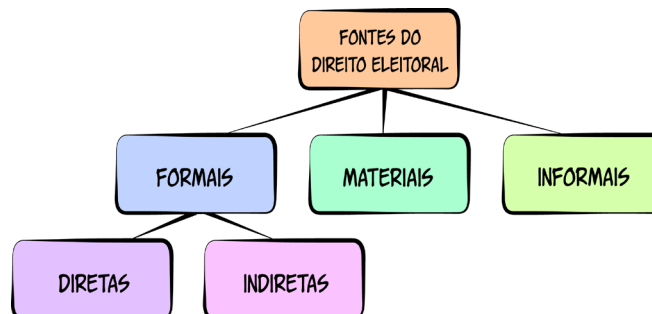 FONTES DO
DIREITO ELEITORAL
FORMAIS
MATERIAIS
INFORMAIS
DIRETAS
INDIRETAS